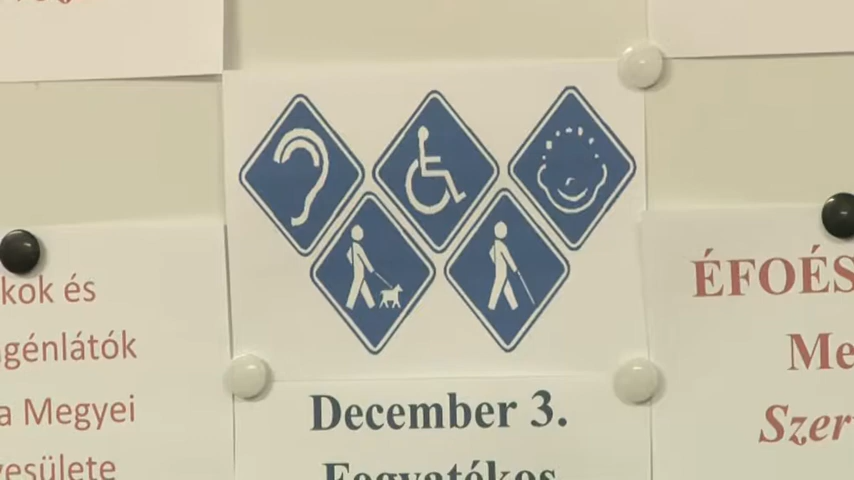 kok és
génlátók
a Megyei
December 3.
Fogyatékos
ÉFOÉS
Me
Szer